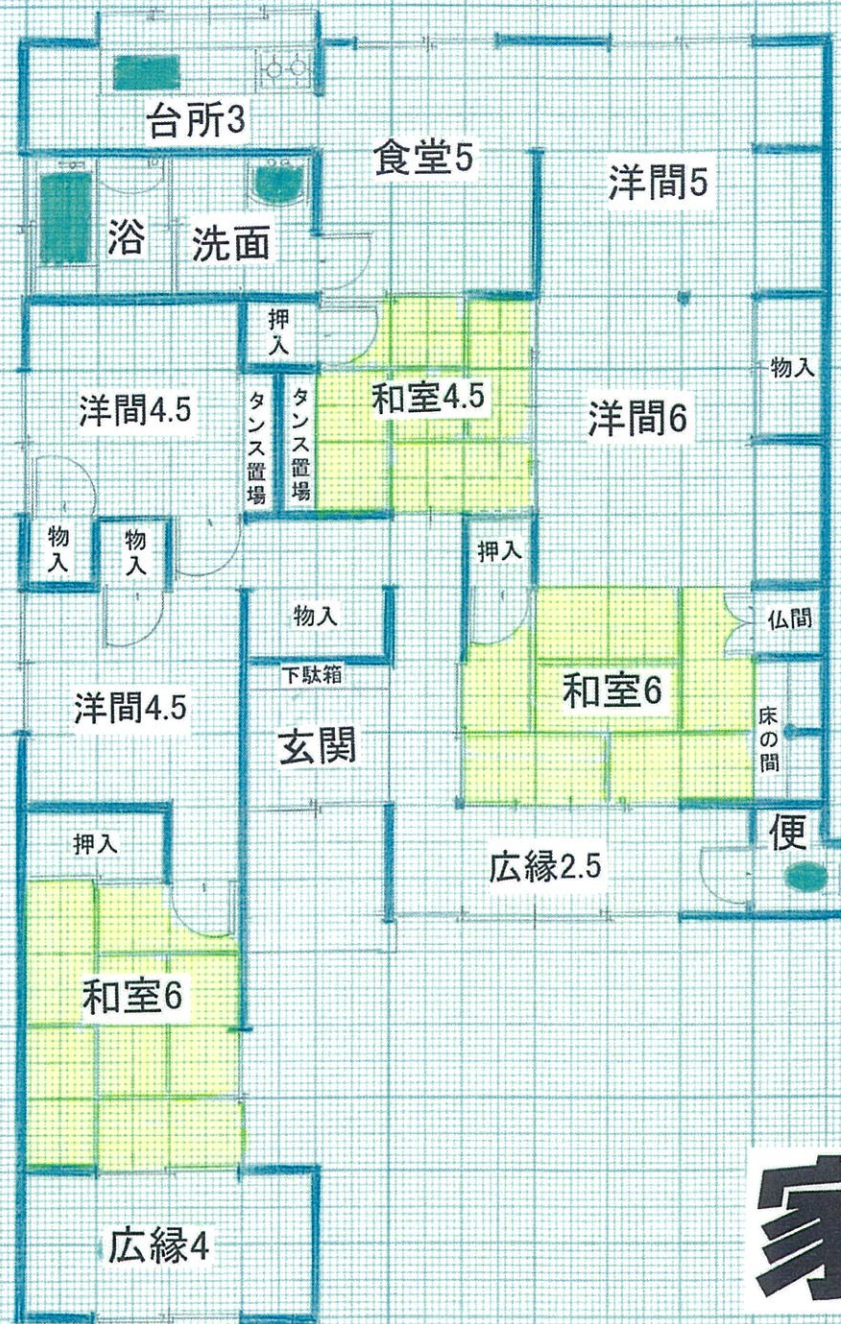 台所3
食堂5
洋間5
浴
洗面
押入
和室4.5
タンス置場
タンス置場
洋間4.5
洋間6
物入
物入
物入
押入
物入
仏間
下駄箱
和室6
床の間
洋間4.5
玄関
押入
広縁2.5
便
和室6
広縁4
家